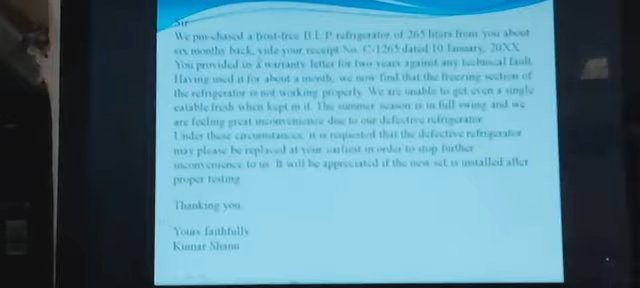 Sir
We purchased a frost-free B.L.P. refrigerator of 265 liters from you about
six months back, vide your receipt No. C-1265 dated 10 January, 20XX.
You provided us a warranty letter for two years against any technical fault.
Having used it for about a month, we now find that the freezing section of
the refrigerator is not working properly. We are unable to get even a single
eatable fresh when kept in it. The summer season is in full swing and we
are feeling great inconvenience due to our defective refrigerator.
Under these circumstances, it is requested that the defective refrigerator
may please be replaced at your earliest in order to stop further
inconvenience to us. It will be appreciated if the new set is installed after
proper testing.
Thanking you.
Yours faithfully
Kumar Shanu